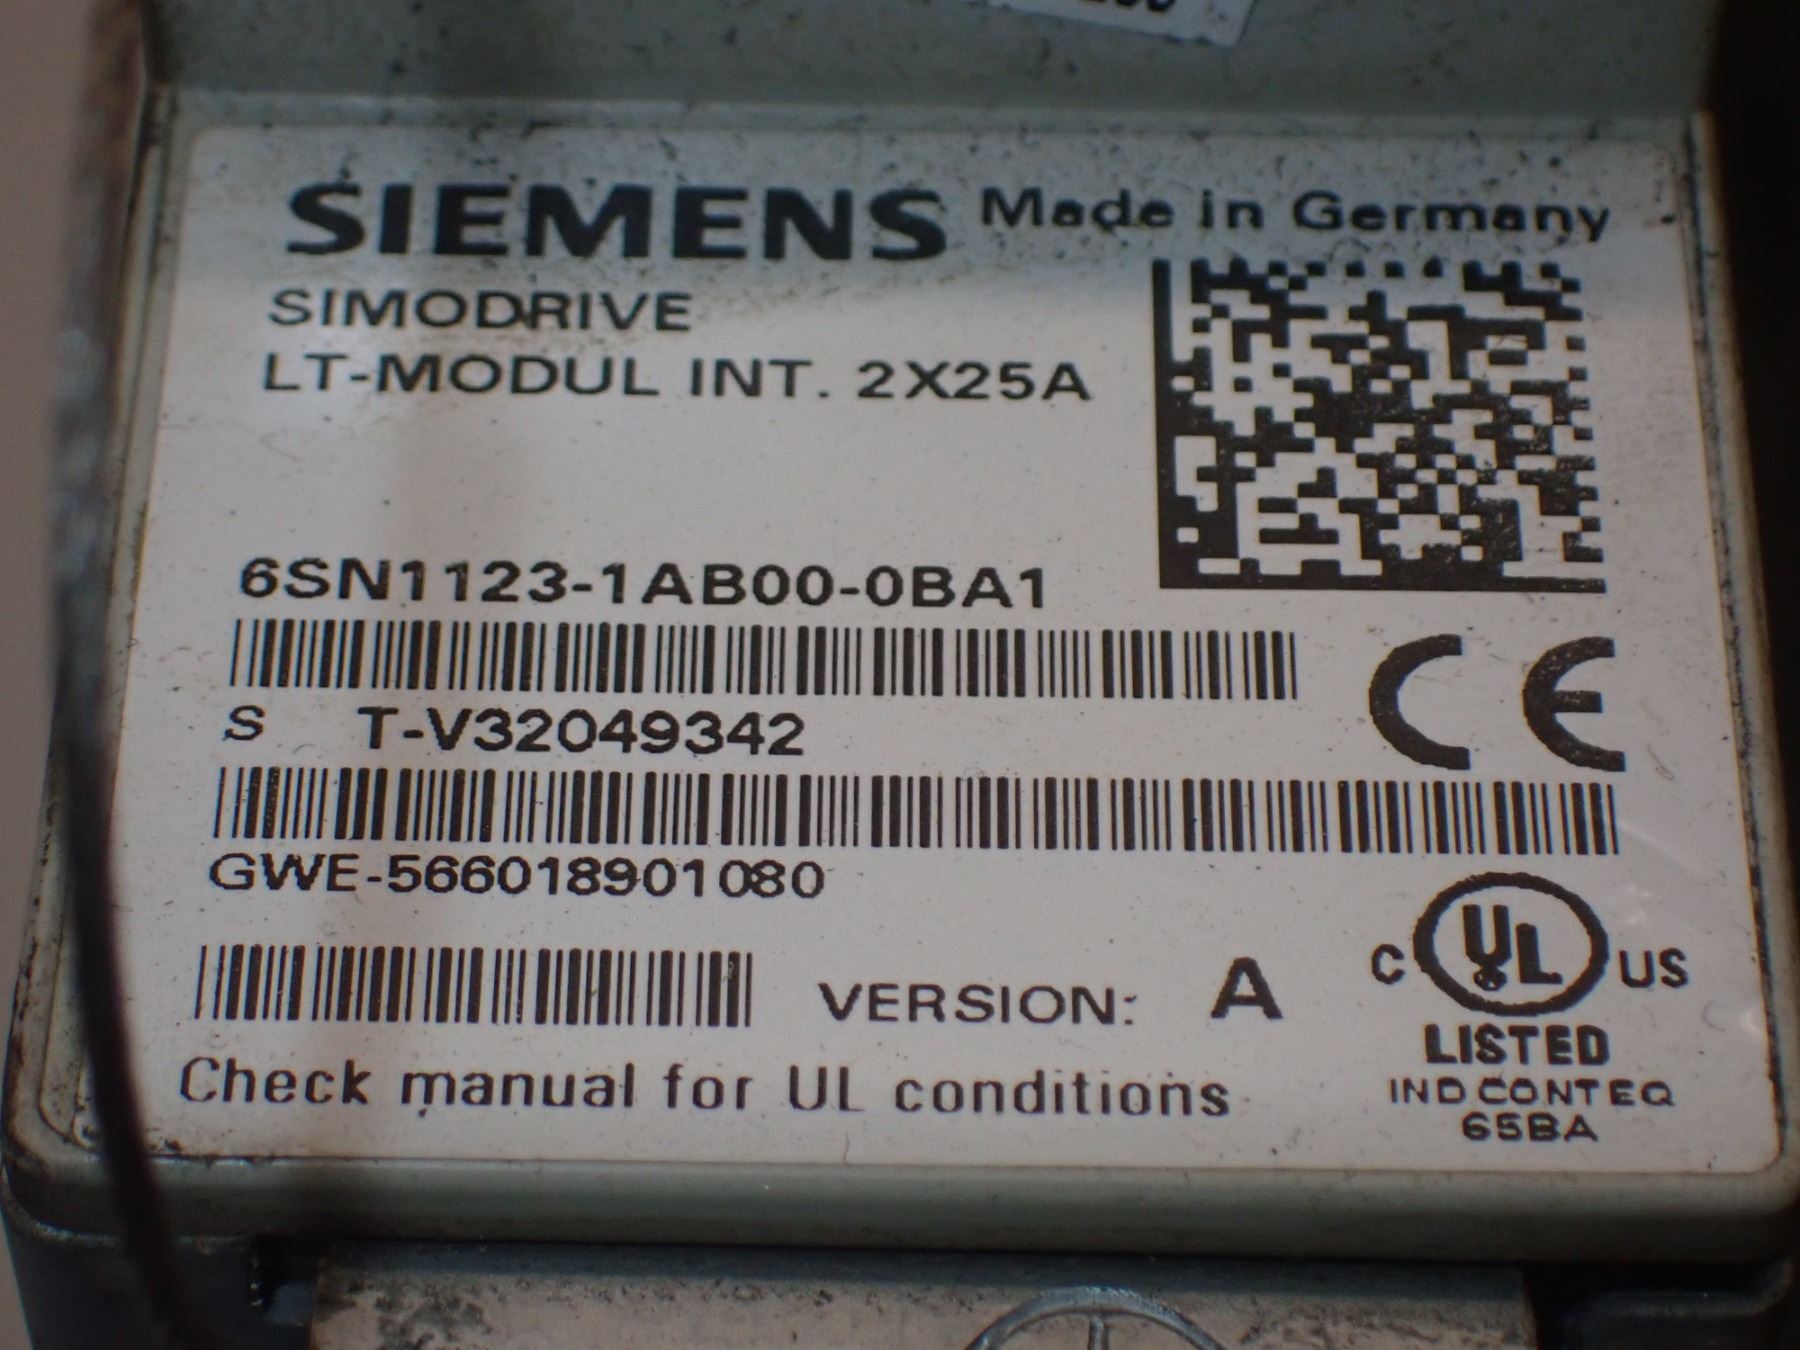 SIEMENS Made in Germany
SIMODRIVE
LT-MODUL INT. 2X25A
6SN1123-1AB00-0BA1
S T-V32049342
GWE-566018901080
VERSION: A
C UL US
LISTED
IND CONT EQ
65BA
Check manual for UL conditions